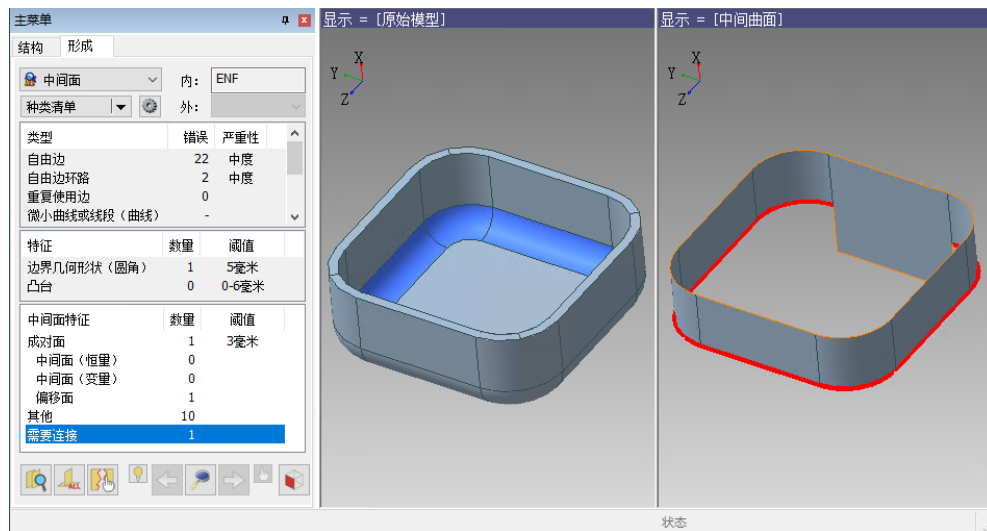 主菜单
结构 形成
中间面 内: ENF
种类清单 外:
类型 错误 严重性
自由边 22 中度
自由边环路 2 中度
重复使用边 0
微小曲线或线段（曲线） -
特征 数量 阈值
边界几何形状（圆角） 1 5毫米
凸台 0 0-6毫米
中间面特征 数量 阈值
成对面 1 3毫米
中间面（恒量） 0
中间面（变量） 0
偏移面 1
其他 10
需要连接 1
ALL
显示 = [原始模型]
X
Y
Z
显示 = [中间曲面]
X
Y
Z
状态